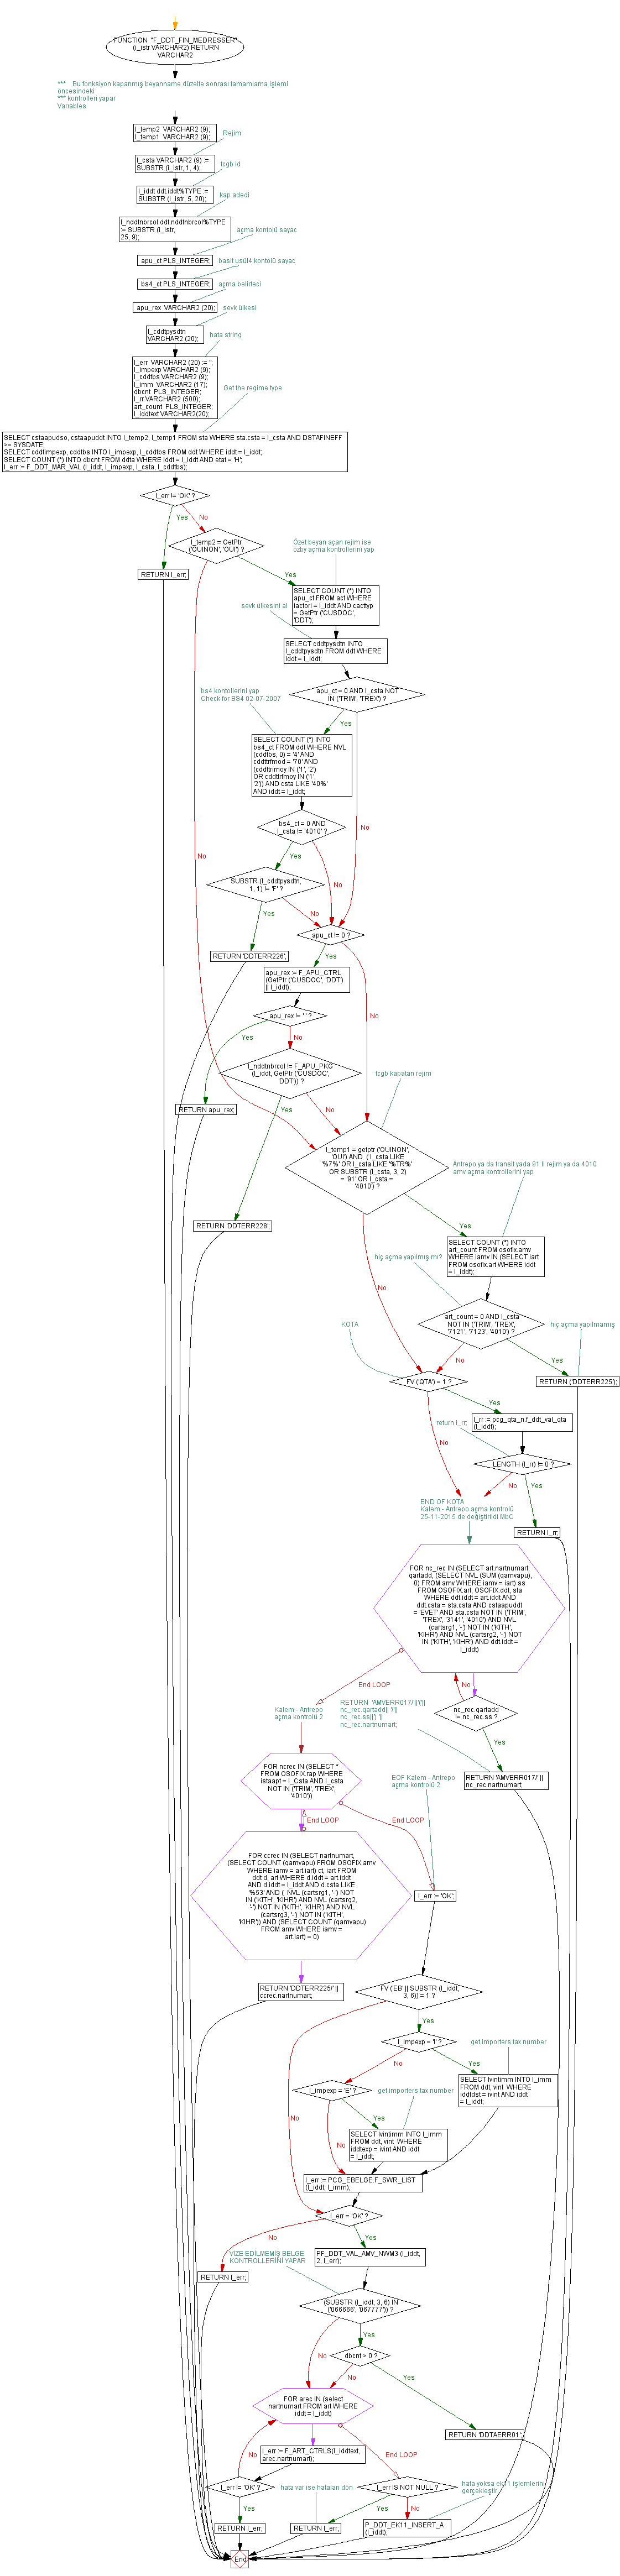 FUNCTION "F_DDT_FIN_MEDRESSER"
(i_istr VARCHAR2) RETURN
VARCHAR2
*** Bu fonksiyon kapanmış beyanname düzelte sonrası tamamlama işlemi
öncesindeki
*** kontrolleri yapar
Variables
l_temp2 VARCHAR2 (9);
l_temp1 VARCHAR2 (9);
Rejim
l_csta VARCHAR2 (9) :=
SUBSTR (i_istr, 1, 4);
tcgb id
l_iddt ddt.iddt%TYPE :=
SUBSTR (i_istr, 5, 20);
kap adedi
l_nddtnbrcol ddt.nddtnbrcol%TYPE
:= SUBSTR (i_istr,
25, 9);
açma kontolü sayac
apu_ct PLS_INTEGER;
basit usül4 kontolü sayac
bs4_ct PLS_INTEGER;
açma belirteci
apu_rex VARCHAR2 (20);
sevk ülkesi
l_cddtpysdtn
VARCHAR2 (20);
hata string
l_err VARCHAR2 (20) := '';
l_impexp VARCHAR2 (9);
l_cddtbs VARCHAR2 (9);
l_imm VARCHAR2 (17);
dbcnt PLS_INTEGER;
l_rr VARCHAR2 (500);
art_count PLS_INTEGER;
l_iddtext VARCHAR2(20);
Get the regime type
SELECT cstaapudso, cstaapuddt INTO l_temp2, l_temp1 FROM sta WHERE sta.csta = l_csta AND DSTAFINEFF
>= SYSDATE;
SELECT cddtimpexp, cddtbs INTO l_impexp, l_cddtbs FROM ddt WHERE iddt = l_iddt;
SELECT COUNT (*) INTO dbcnt FROM ddta WHERE iddt = l_iddt AND etat = 'H';
l_err := F_DDT_MAR_VAL (l_iddt, l_impexp, l_csta, l_cddtbs);
l_err != 'OK' ?
Yes
No
RETURN l_err;
l_temp2 = GetPtr
('OUINON', 'OUI') ?
Özet beyan açan rejim ise
özby açma kontrollerini yap
Yes
SELECT COUNT (*) INTO
apu_ct FROM act WHERE
iactori = l_iddt AND cacttyp
= GetPtr ('CUSDOC',
'DDT');
sevk ülkesini al
SELECT cddtpysdtn INTO
l_cddtpysdtn FROM ddt WHERE
iddt = l_iddt;
apu_ct = 0 AND l_csta NOT
IN ('TRIM', 'TREX') ?
bs4 kontollerini yap
Check for BS4 02-07-2007
Yes
SELECT COUNT (*) INTO
bs4_ct FROM ddt WHERE NVL
(cddtbs, 0) = '4' AND
cddttrfmod = '70' AND
(cddttrimoy IN ('1', '2')
OR cddttrfmoy IN ('1',
'2')) AND csta LIKE '40%'
AND iddt = l_iddt;
bs4_ct = 0 AND
l_csta != '4010' ?
No
Yes
No
SUBSTR (l_cddtpysdtn,
1, 1) != 'F' ?
No
Yes
No
apu_ct != 0 ?
RETURN 'DDTERR226';
Yes
apu_rex := F_APU_CTRL
(GetPtr ('CUSDOC', 'DDT')
|| l_iddt);
apu_rex != ' ' ?
No
Yes
No
l_nddtnbrcol != F_APU_PKG
(l_iddt, GetPtr ('CUSDOC',
'DDT')) ?
tcgb kapatan rejim
RETURN apu_rex;
Yes
No
l_temp1 = getptr ('OUINON',
'OUI') AND ( l_csta LIKE
'%7%' OR l_csta LIKE '%TR%'
OR SUBSTR (l_csta, 3, 2)
= '91' OR l_csta =
'4010') ?
Antrepo ya da transit yada 91 li rejim ya da 4010
amv açma kontrollerini yap
RETURN 'DDTERR228';
Yes
SELECT COUNT (*) INTO
art_count FROM osofix.amv
WHERE iamv IN (SELECT iart
FROM osofix.art WHERE iddt
= l_iddt);
hiç açma yapılmış mı?
No
art_count = 0 AND l_csta
NOT IN ('TRIM', 'TREX',
'7121', '7123', '4010') ?
KOTA
hiç açma yapılmamış
No
Yes
FV ('QTA') = 1 ?
RETURN ('DDTERR225');
Yes
l_rr := pcg_qta_n.f_ddt_val_qta
(l_iddt);
return l_rr;
No
LENGTH (l_rr) != 0 ?
No
Yes
END OF KOTA
Kalem - Antrepo açma kontrolü
25-11-2015 de değiştirildi MbC
RETURN l_rr;
FOR nc_rec IN (SELECT art.nartnumart,
qartadd, (SELECT NVL (SUM (qamvapu),
0) FROM amv WHERE iamv = iart) ss
FROM OSOFIX.art, OSOFIX.ddt, sta
WHERE ddt.iddt = art.iddt AND
ddt.csta = sta.csta AND cstaapuddt
= 'EVET' AND sta.csta NOT IN ('TRIM',
'TREX', '3141', '4010') AND NVL
(cartsrg1, '-') NOT IN ('KITH',
'KIHR') AND NVL (cartsrg2, '-') NOT
IN ('KITH', 'KIHR') AND ddt.iddt =
l_iddt)
End LOOP
No
Kalem - Antrepo
açma kontrolü 2
RETURN 'AMVERR017/'||'('||
nc_rec.qartadd|| '/'||
nc_rec.ss||') '||
nc_rec.nartnumart;
nc_rec.qartadd
!= nc_rec.ss ?
Yes
FOR ncrec IN (SELECT *
FROM OSOFIX.rap WHERE
istaapt = l_Csta AND l_csta
NOT IN ('TRIM', 'TREX',
'4010'))
EOF Kalem - Antrepo
açma kontrolü 2
RETURN 'AMVERR017/' ||
nc_rec.nartnumart;
End LOOP
End LOOP
FOR ccrec IN (SELECT nartnumart,
(SELECT COUNT (qamvapu) FROM OSOFIX.amv
WHERE iamv = art.iart) ct, iart FROM
ddt d, art WHERE d.iddt = art.iddt
AND d.iddt = l_iddt AND d.csta LIKE
'%53' AND ( NVL (cartsrg1, '-') NOT
IN ('KITH', 'KIHR') AND NVL (cartsrg2,
'-') NOT IN ('KITH', 'KIHR') AND NVL
(cartsrg3, '-') NOT IN ('KITH',
'KIHR')) AND (SELECT COUNT (qamvapu)
FROM amv WHERE iamv =
art.iart) = 0)
l_err := 'OK';
RETURN 'DDTERR225/' ||
ccrec.nartnumart;
FV ('EB' || SUBSTR (l_iddt,
3, 6)) = 1 ?
Yes
l_impexp = 'I' ?
get importers tax number
No
Yes
l_impexp = 'E' ?
get importers tax number
SELECT lvintimm INTO l_imm
FROM ddt, vint WHERE
iddtdst = ivint AND iddt
= l_iddt;
No
Yes
No
SELECT lvintimm INTO l_imm
FROM ddt, vint WHERE
iddtexp = ivint AND iddt
= l_iddt;
l_err := PCG_EBELGE.F_SWR_LIST
(l_iddt, l_imm);
l_err = 'OK' ?
No
Yes
VİZE EDİLMEMİŞ BELGE
KONTROLLERİNİ YAPAR
PF_DDT_VAL_AMV_NWM3 (l_iddt,
2, l_err);
RETURN l_err;
(SUBSTR (l_iddt, 3, 6) IN
('066666', '067777')) ?
Yes
No
dbcnt > 0 ?
No
Yes
FOR arec IN (select
nartnumart FROM art WHERE
iddt = l_iddt)
RETURN 'DDTAERR01';
No
l_err := F_ART_CTRLS(l_iddtext,
arec.nartnumart);
End LOOP
l_err != 'OK' ?
hata var ise hataları dön
l_err IS NOT NULL ?
hata yoksa ek11 işlemlerini
gerçekleştir
Yes
Yes
No
RETURN l_err;
RETURN l_err;
P_DDT_EK11_INSERT_A
(l_iddt);
End